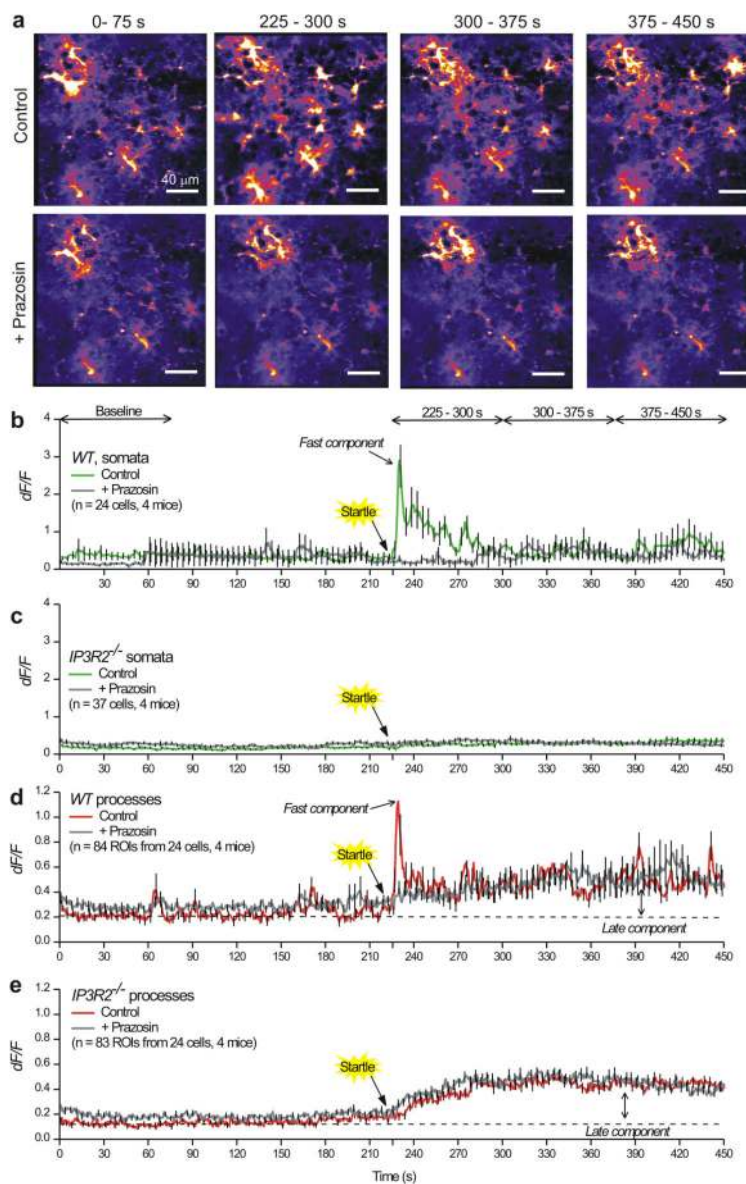 a
0- 75 s
225 - 300 s
300 - 375 s
375 - 450 s
Control
40 µm
+ Prazosin
b
Baseline
225 - 300 s
300 - 375 s
375 - 450 s
4
3
2
1
0
dF/F
WT, somata
Control
+ Prazosin
(n = 24 cells, 4 mice)
Fast component
Startle
0 30 60 90 120 150 180 210 230 270 300 330 360 390 420 450
c
4
3
2
1
0
dF/F
IP3R2-/- somata
Control
+ Prazosin
(n = 37 cells, 4 mice)
Startle
0 30 60 90 120 150 180 210 240 270 300 330 360 390 420 450
d
1.2
1.0
0.8
0.6
0.4
0.2
0.0
dF/F
WT processes
Control
+ Prazosin
(n = 84 ROIs from 24 cells, 4 mice)
Fast component
Startle
Late component
0 30 60 90 120 150 180 210 240 270 300 330 360 390 420 450
e
1.2
1.0
0.8
0.6
0.4
0.2
0.0
dF/F
IP3R2-/- processes
Control
+ Prazosin
(n = 83 ROIs from 24 cells, 4 mice)
Startle
Late component
0 30 60 90 120 150 180 210 240 270 300 330 360 390 420 450
Time (s)